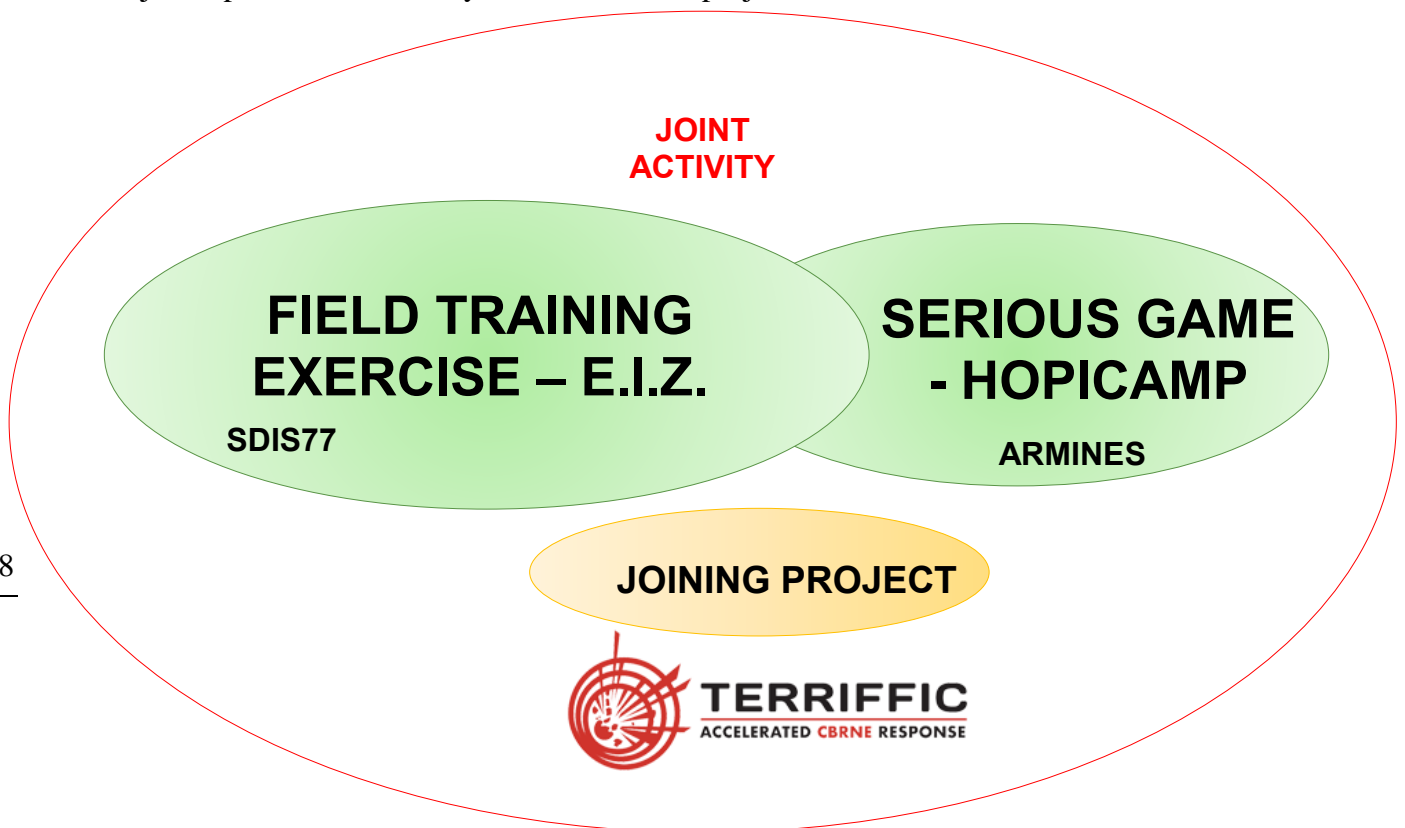 JOINT
ACTIVITY
FIELD TRAINING
EXERCISE – E.I.Z.
SDIS77
SERIOUS GAME
- HOPICAMP
ARMINES
8
JOINING PROJECT
TERRIFFIC
ACCELERATED CBRNE RESPONSE